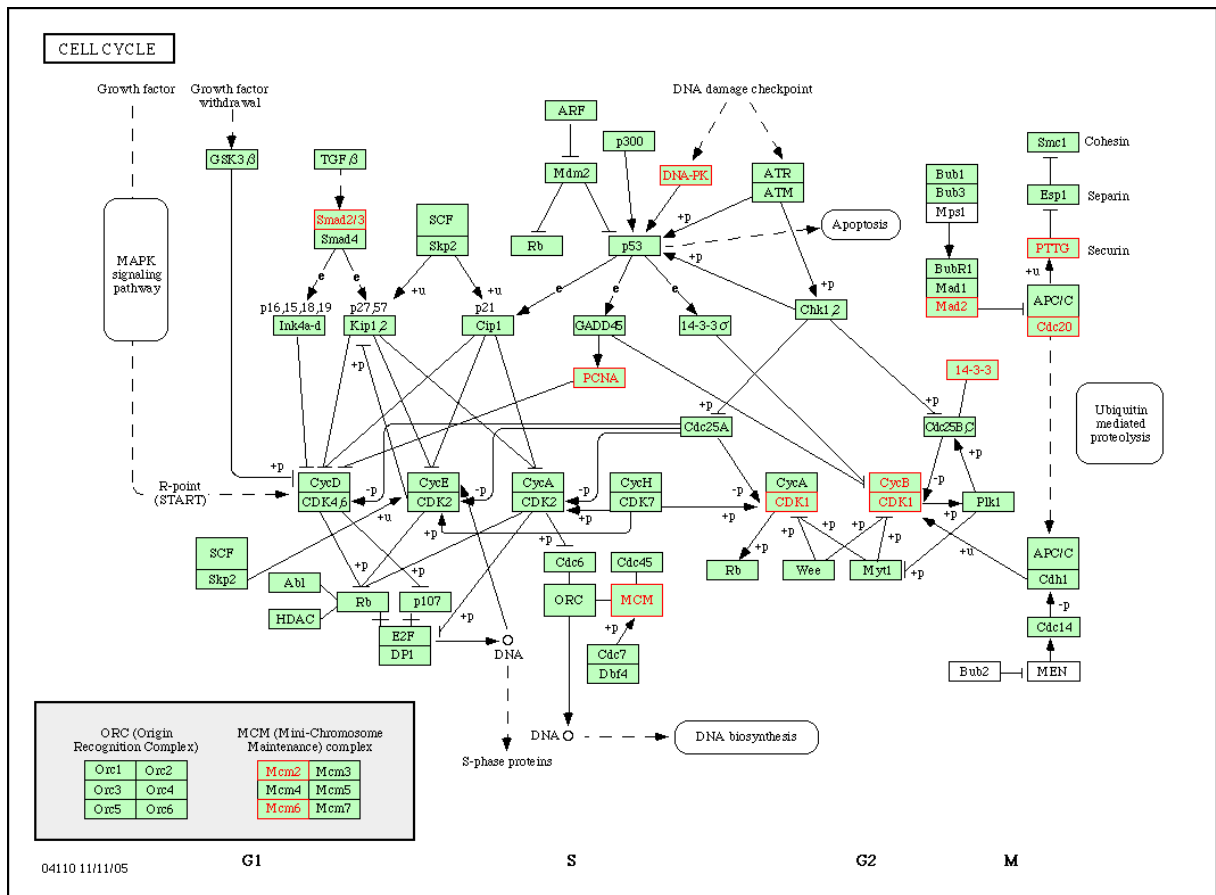 CELL CYCLE
Growth factor
Growth factor
withdrawal
DNA damage checkpoint
ARF
p300
GSK3β
TGFβ
Mdm2
DNA-PK
ATR
ATM
Smc1
Cohesin
Bub1
Bub3
Mps1
Esp1
Separin
Smad2/3
Smad4
SCF
Skp2
Rb
p53
+p
Apoptosis
PTTG
Securin
MAPK
signaling
pathway
e
e
+u
+u
e
e
e
+p
+p
BubR1
Mad1
Mad2
+u
APC/C
Cdc20
p16,15,18,19
Ink4a-d
p27,57
Kip1,2
p21
Cip1
GADD45
14-3-3σ
Chk1,2
+p
PCNA
14-3-3
+p
Cdc25A
+p
Cdc25B,C
Ubiquitin
mediated
proteolysis
R-point
(START)
+p
CycD
CDK4,6
-p
CycE
CDK2
-p
CycA
CDK2
-p
CycH
CDK7
-p
CycA
CDK1
CycB
CDK1
-p
+p
Plk1
+p
+u
+p
+p
+p
+p
SCF
Skp2
+p
+p
Cdc6
Cdc45
+p
Rb
+p
Wee
+p
Myt1
+p
+u
APC/C
Cdh1
Abl
HDAC
Rb
p107
ORC
MCM
+p
E2F
DP1
DNA
+p
Cdc7
Dbf4
-p
Cdc14
Bub2
MEN
ORC (Origin
Recognition Complex)
MCM (Mini-Chromosome
Maintenance) complex
Orc1
Orc2
Orc3
Orc4
Orc5
Orc6
Mcm2
Mcm3
Mcm4
Mcm5
Mcm6
Mcm7
DNA
DNA biosynthesis
S-phase proteins
04110 11/11/05
G1
S
G2
M